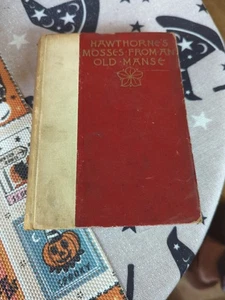 HAWTHORNE'S
MOSSES FROM AN
OLD MANSE